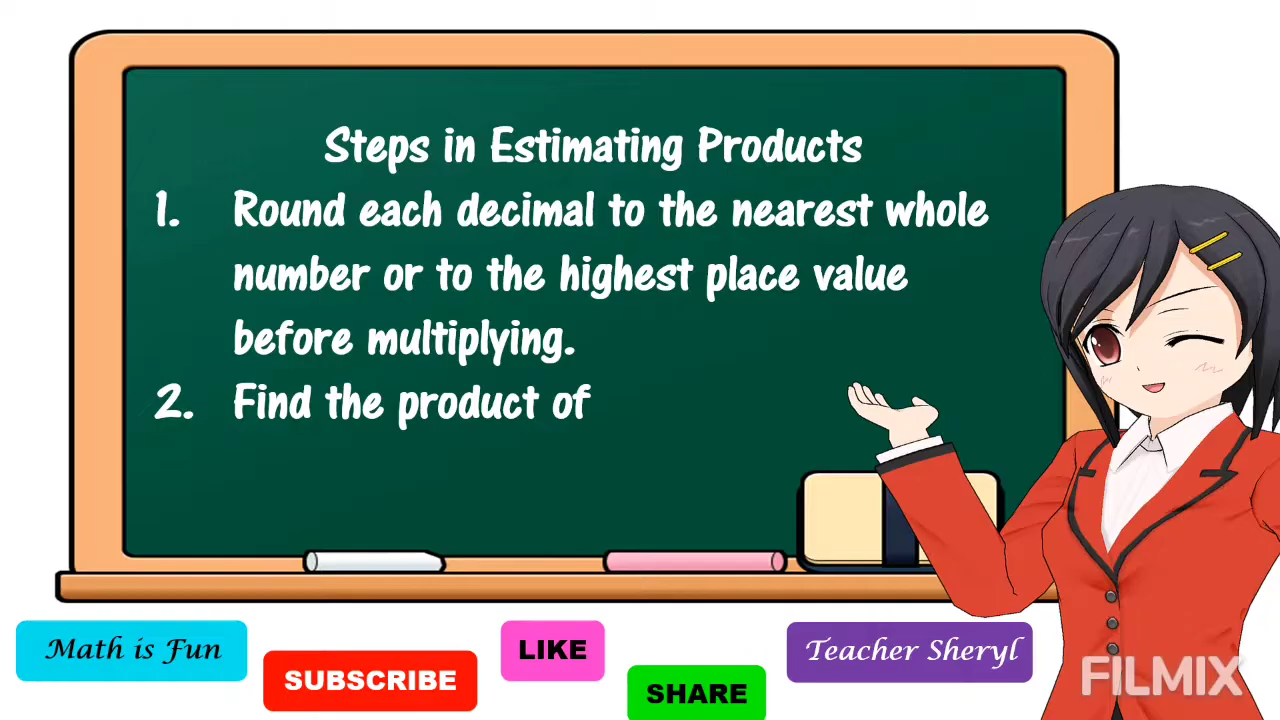 Steps in Estimating Products
1. Round each decimal to the nearest whole
number or to the highest place value
before multiplying.
2. Find the product of
Math is Fun
SUBSCRIBE
LIKE
SHARE
Teacher Sheryl
FILMIX